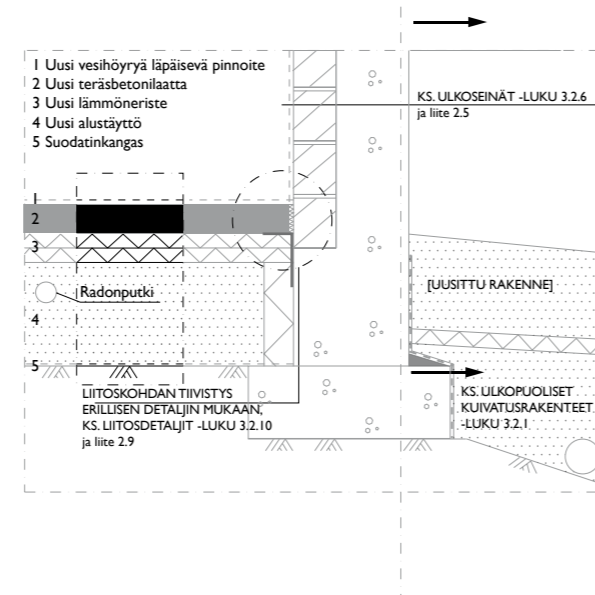 1 Uusi vesihöyryä läpäisevä pinnoite
2 Uusi teräsbetonilaatta
3 Uusi lämmöneriste
4 Uusi alustäyttö
5 Suodatinkangas
KS. ULKOSEINÄT -LUKU 3.2.6
ja liite 2.5
1
2
3
Radonputki
4
5
[UUSITTU RAKENNE]
LIITOSKOHDAN TIIVISTYS
ERILLISEN DETALJIN MUKAAN,
KS. LIITOSDETALJIT -LUKU 3.2.10
ja liite 2.9
KS. ULKOPUOLISET
KUIVATUSRAKENTEET
-LUKU 3.2.1